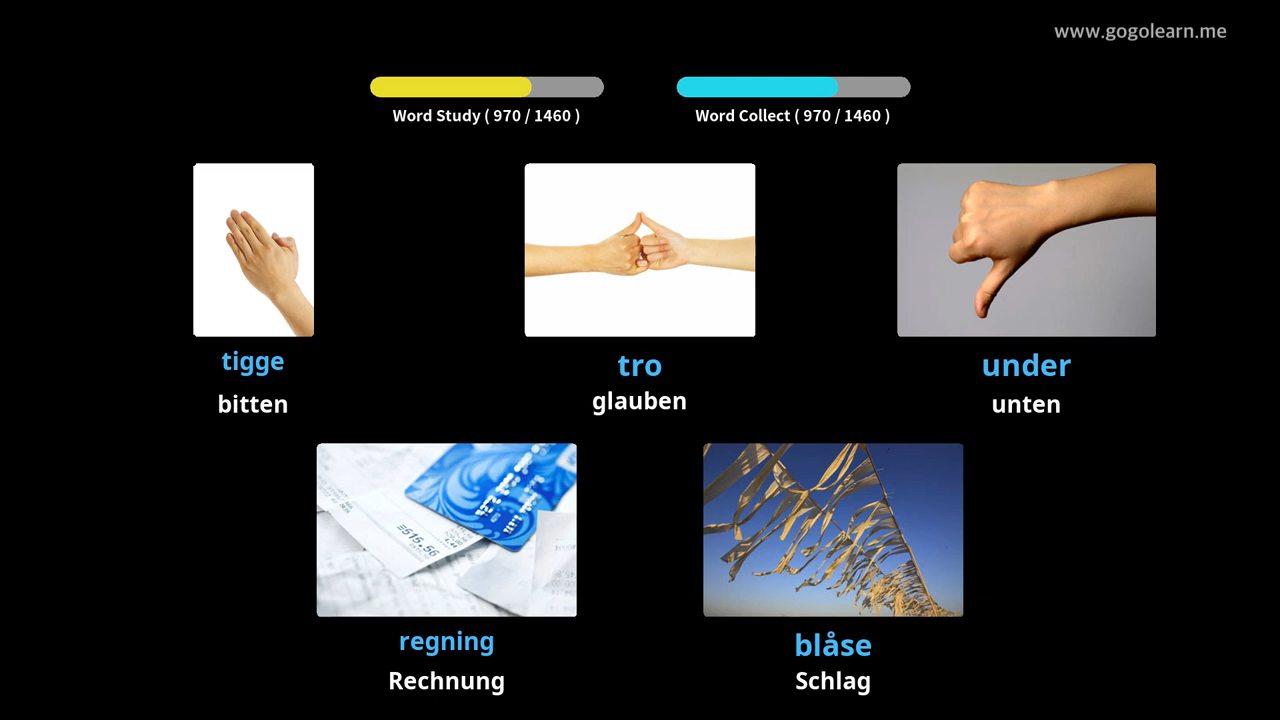 www.gogolearn.me
Word Study ( 970 / 1460 )
Word Collect ( 970 / 1460 )
tigge
bitten
tro
glauben
under
unten
regning
Rechnung
blåse
Schlag